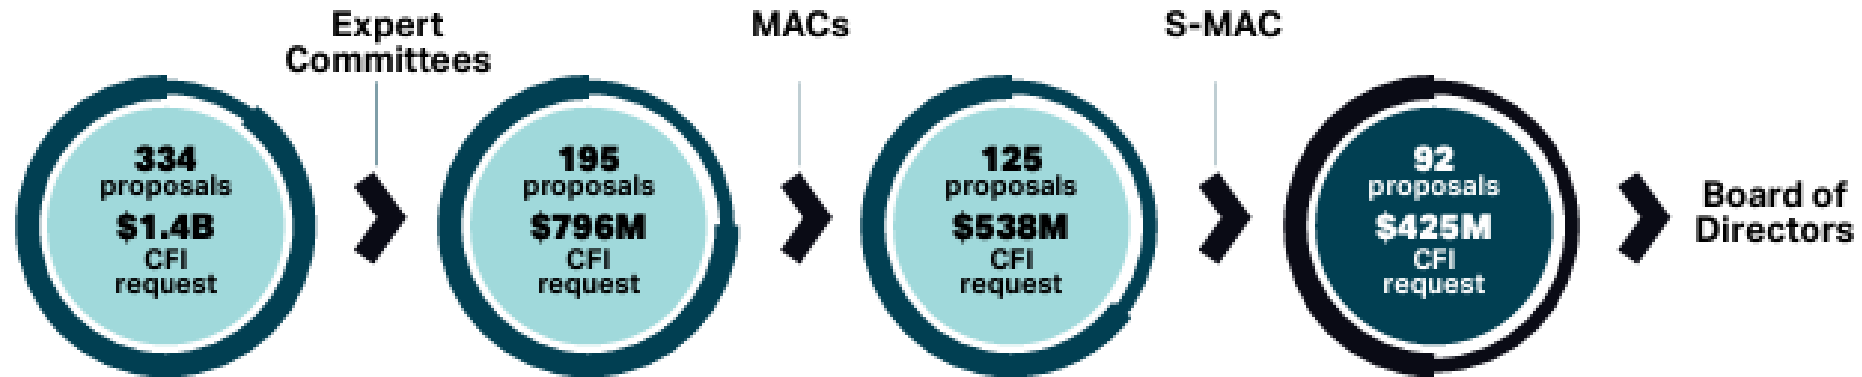 Expert
Committees
MACs
S-MAC
334
proposals
$1.4B
CFI
request
195
proposals
$796M
CFI
request
125
proposals
$538M
CFI
request
92
proposals
$425M
CFI
request
Board of
Directors